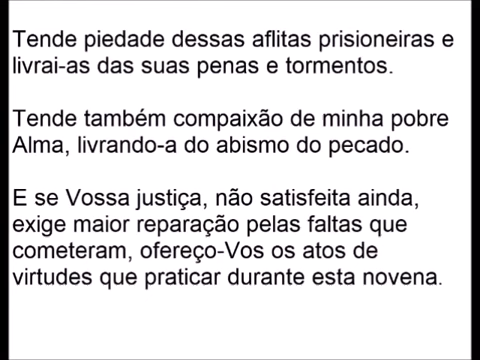 Tende piedade dessas aflitas prisioneiras e
livrai-as das suas penas e tormentos.
Tende também compaixão de minha pobre
Alma, livrando-a do abismo do pecado.
E se Vossa justiça, não satisfeita ainda,
exige maior reparação pelas faltas que
cometeram, ofereço-Vos os atos de
virtudes que praticar durante esta novena.